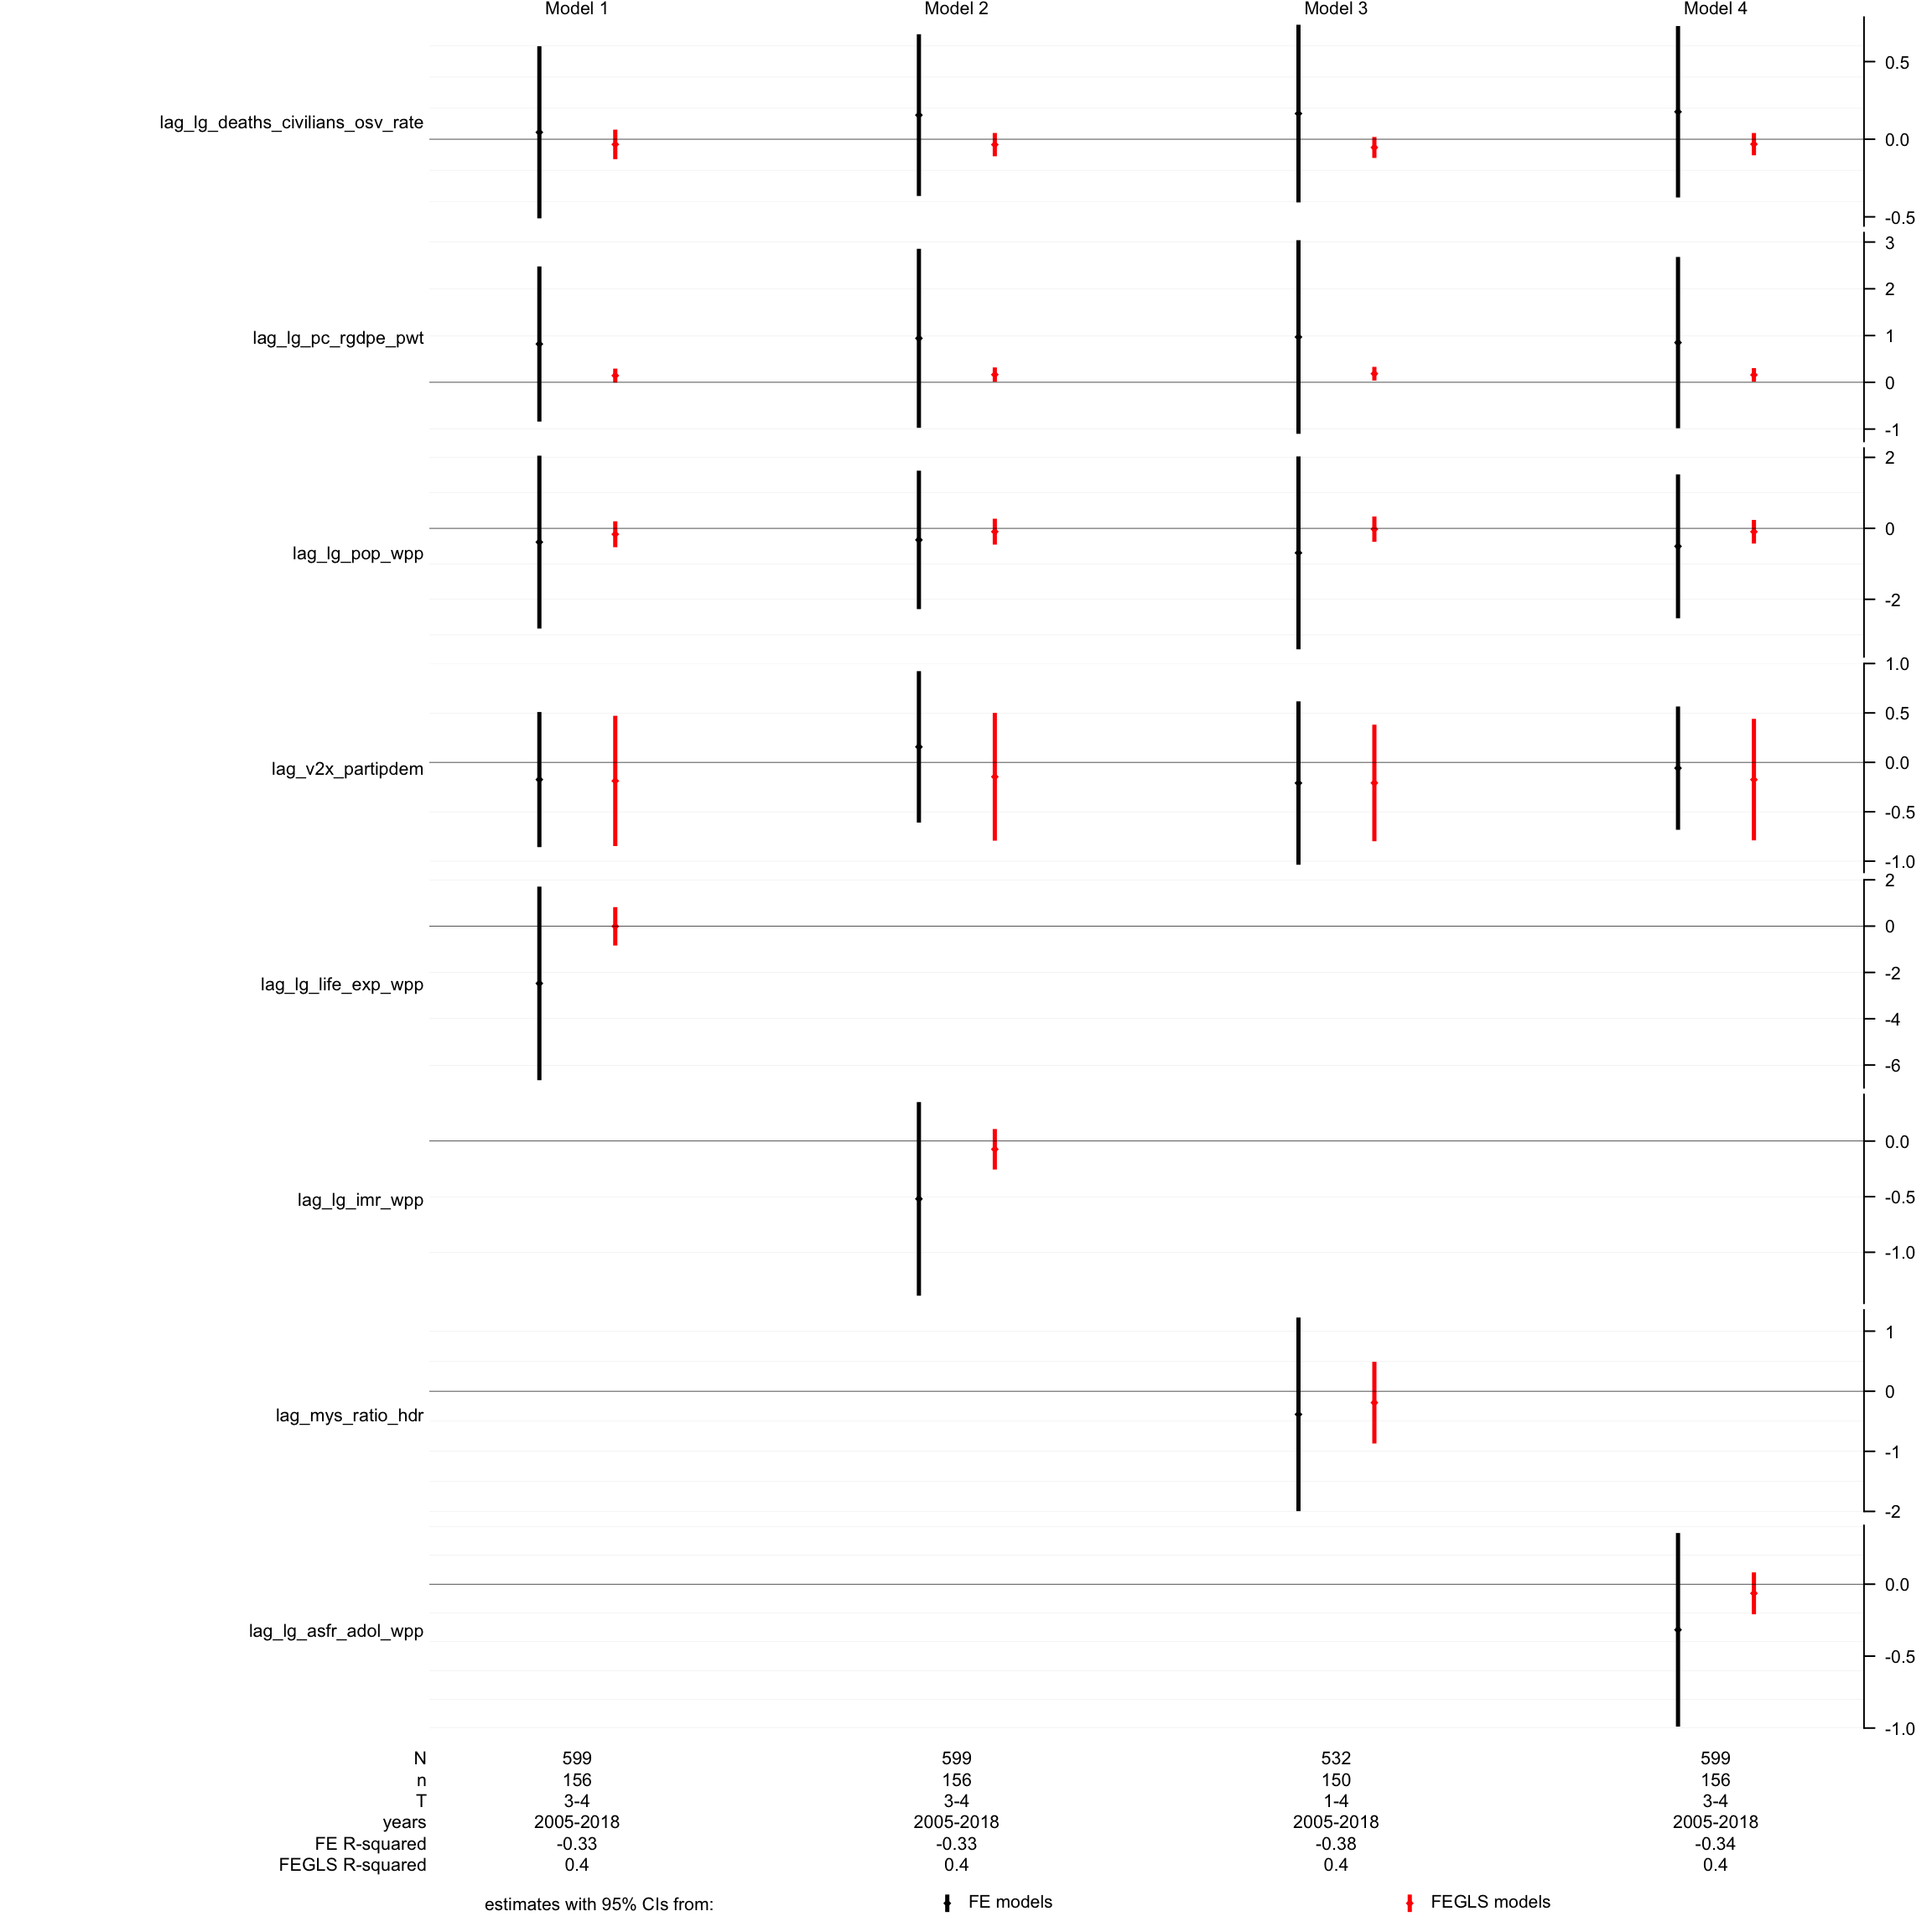 Model 1 Model 2 Model 3 Model 4
0.5
lag_lg_deaths_civilians_osv_rate
0.0
-0.5
3
2
lag_lg_pc_rgdpe_pwt
1
0
-1
2
0
lag_lg_pop_wpp
-2
1.0
0.5
0.0
lag_v2x_partipdem
-0.5
-1.0
2
0
-2
lag_lg_life_exp_wpp
-4
-6
0.0
-0.5
lag_lg_imr_wpp
-1.0
1
0
lag_mys_ratio_hdr
-1
-2
0.0
lag_lg_asfr_adol_wpp
-0.5
-1.0
N 599 599 532 599
n 156 156 150 156
T 3-4 3-4 1-4 3-4
years 2005-2018 2005-2018 2005-2018 2005-2018
FE R-squared -0.33 -0.33 -0.38 -0.34
FEGLS R-squared 0.4 0.4 0.4 0.4
estimates with 95% CIs from: FE models FEGLS models